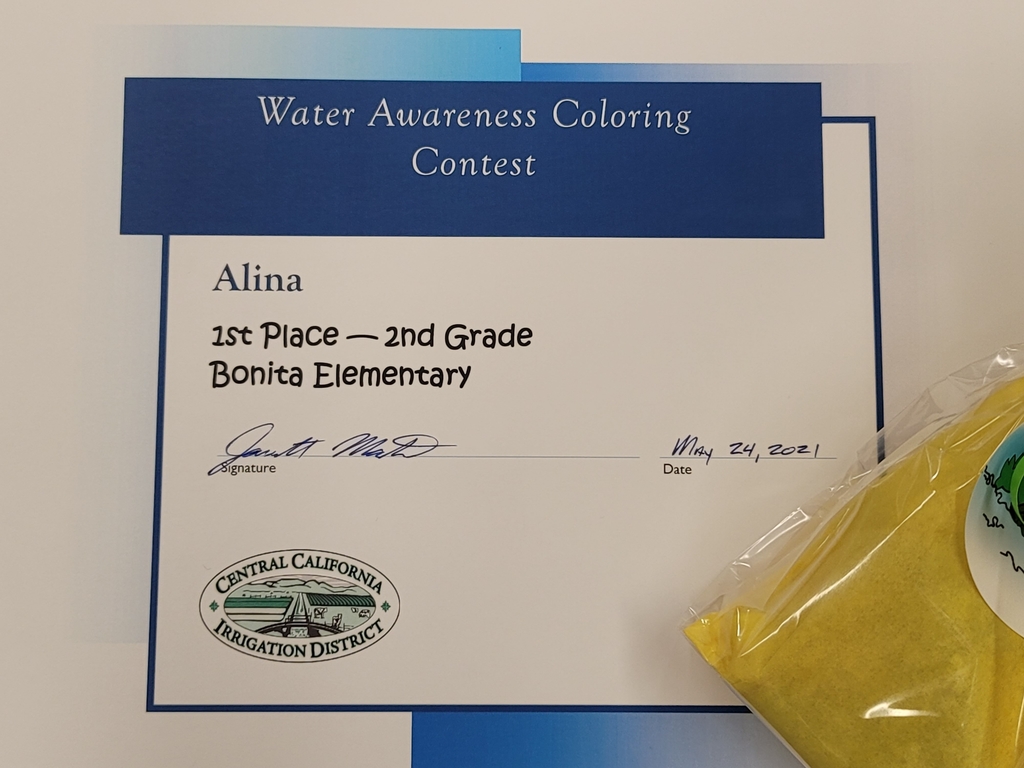 Water Awareness Coloring
Contest
Alina
1st Place — 2nd Grade
Bonita Elementary
May 24, 2021
Signature
Date
CENTRAL CALIFORNIA
IRRIGATION DISTRICT